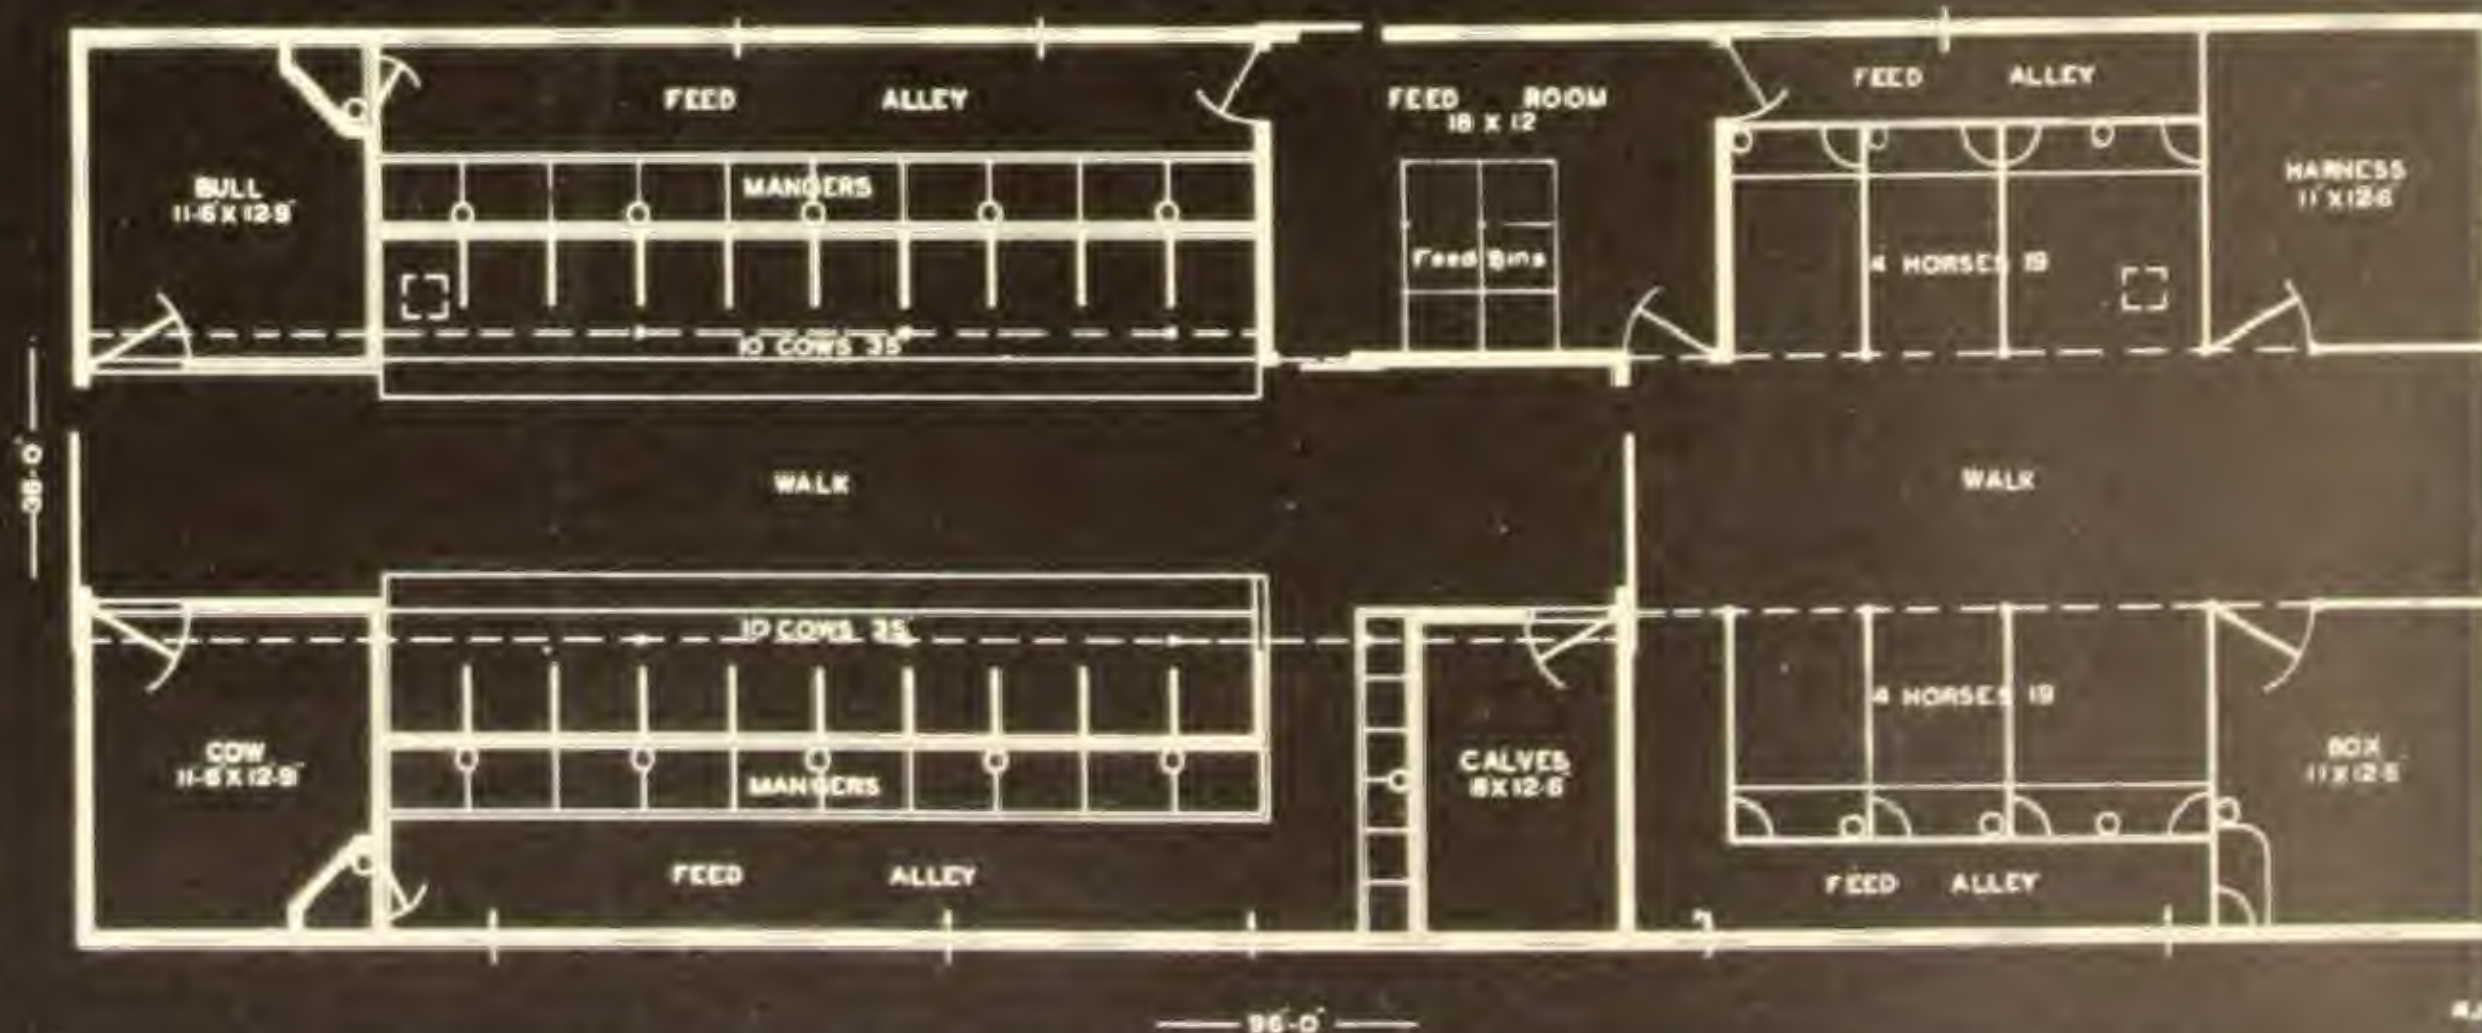 FEED ALLEY
FEED ROOM
18 X 12
FEED ALLEY
BULL
11-6 X 12-9
MANGERS
HARNESS
11 X 12-6
Feed Bins
4 HORSES 19
10 COWS 35
36-0"
WALK
WALK
10 COWS 35
4 HORSES 19
COW
11-6 X 12-9
MANGERS
CALVES
8 X 12-6
BOX
11 X 12-6
FEED ALLEY
FEED ALLEY
96-0"